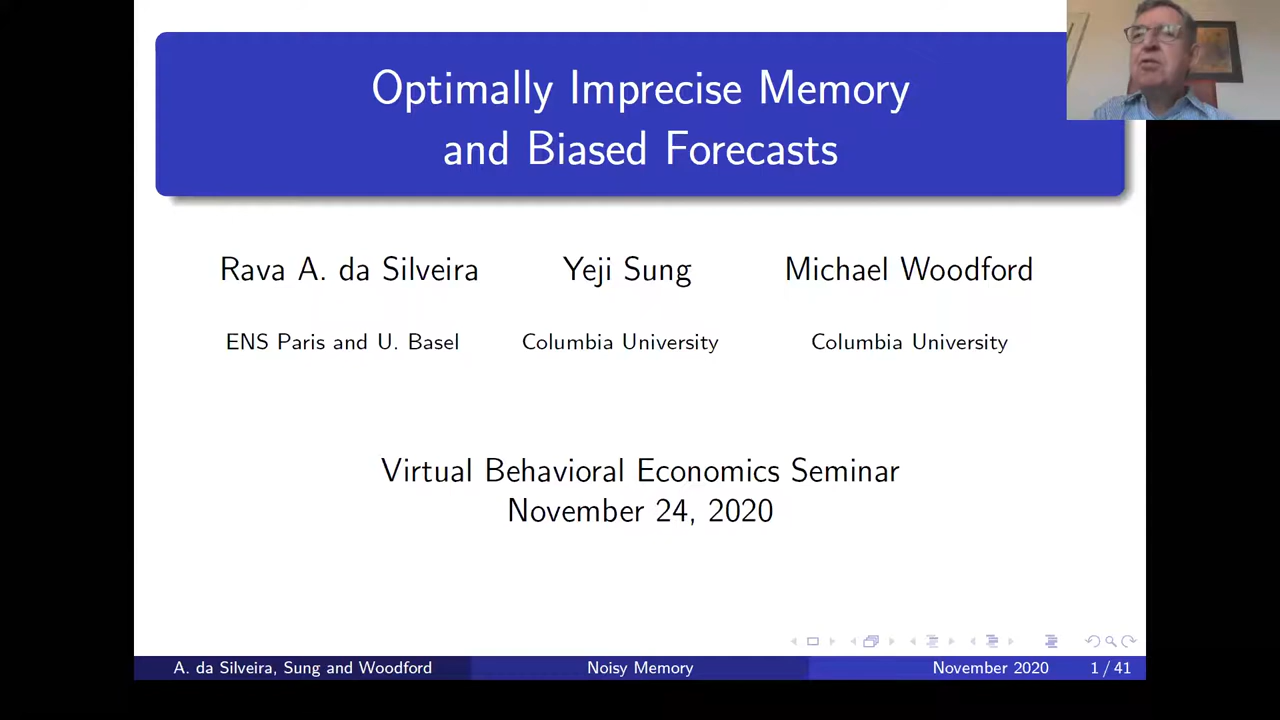 Optimally Imprecise Memory
and Biased Forecasts
Rava A. da Silveira Yeji Sung Michael Woodford
ENS Paris and U. Basel Columbia University Columbia University
Virtual Behavioral Economics Seminar
November 24, 2020
A. da Silveira, Sung and Woodford Noisy Memory November 2020 1 / 41